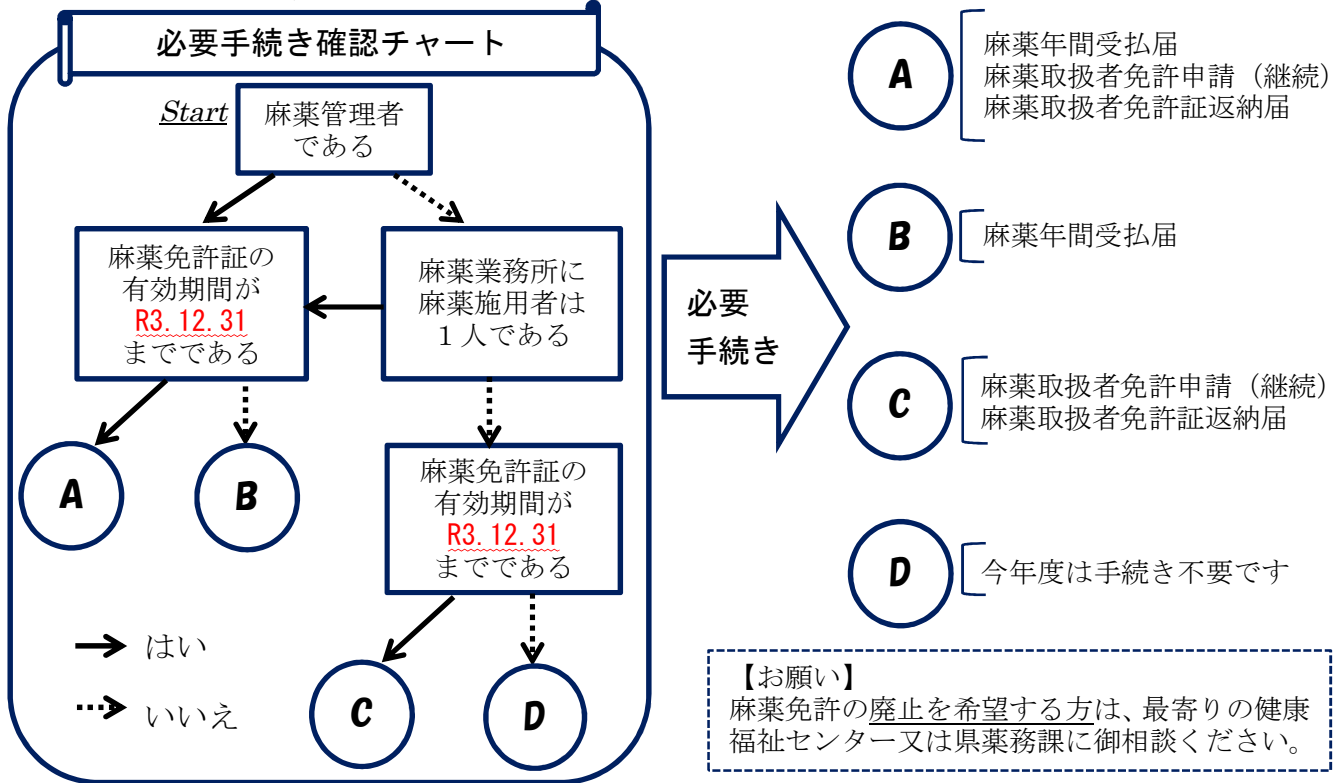 必要手続き確認チャート
Start
麻薬管理者
である
麻薬免許証の
有効期間が
R3.12.31
までである
麻薬業務所に
麻薬施用者は
１人である
A
B
麻薬免許証の
有効期間が
R3.12.31
までである
C
D
はい
いいえ
必要
手続き
A
麻薬年間受払届
麻薬取扱者免許申請（継続）
麻薬取扱者免許証返納届
B
麻薬年間受払届
C
麻薬取扱者免許申請（継続）
麻薬取扱者免許証返納届
D
今年度は手続き不要です
【お願い】
麻薬免許の廃止を希望する方は、最寄りの健康
福祉センター又は県薬務課に御相談ください。